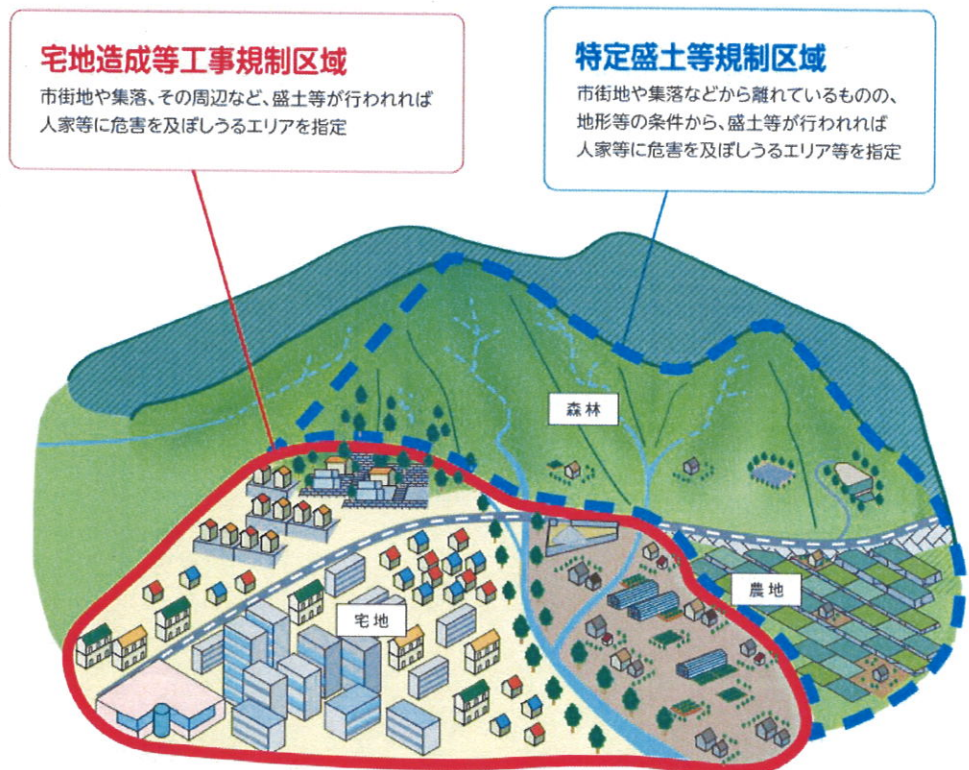 宅地造成等工事規制区域
市街地や集落、その周辺など、盛土等が行われれば
人家等に危害を及ぼしうるエリアを指定
特定盛土等規制区域
市街地や集落などから離れているものの、
地形等の条件から、盛土等が行われれば
人家等に危害を及ぼしうるエリア等を指定
森林
農地
宅地